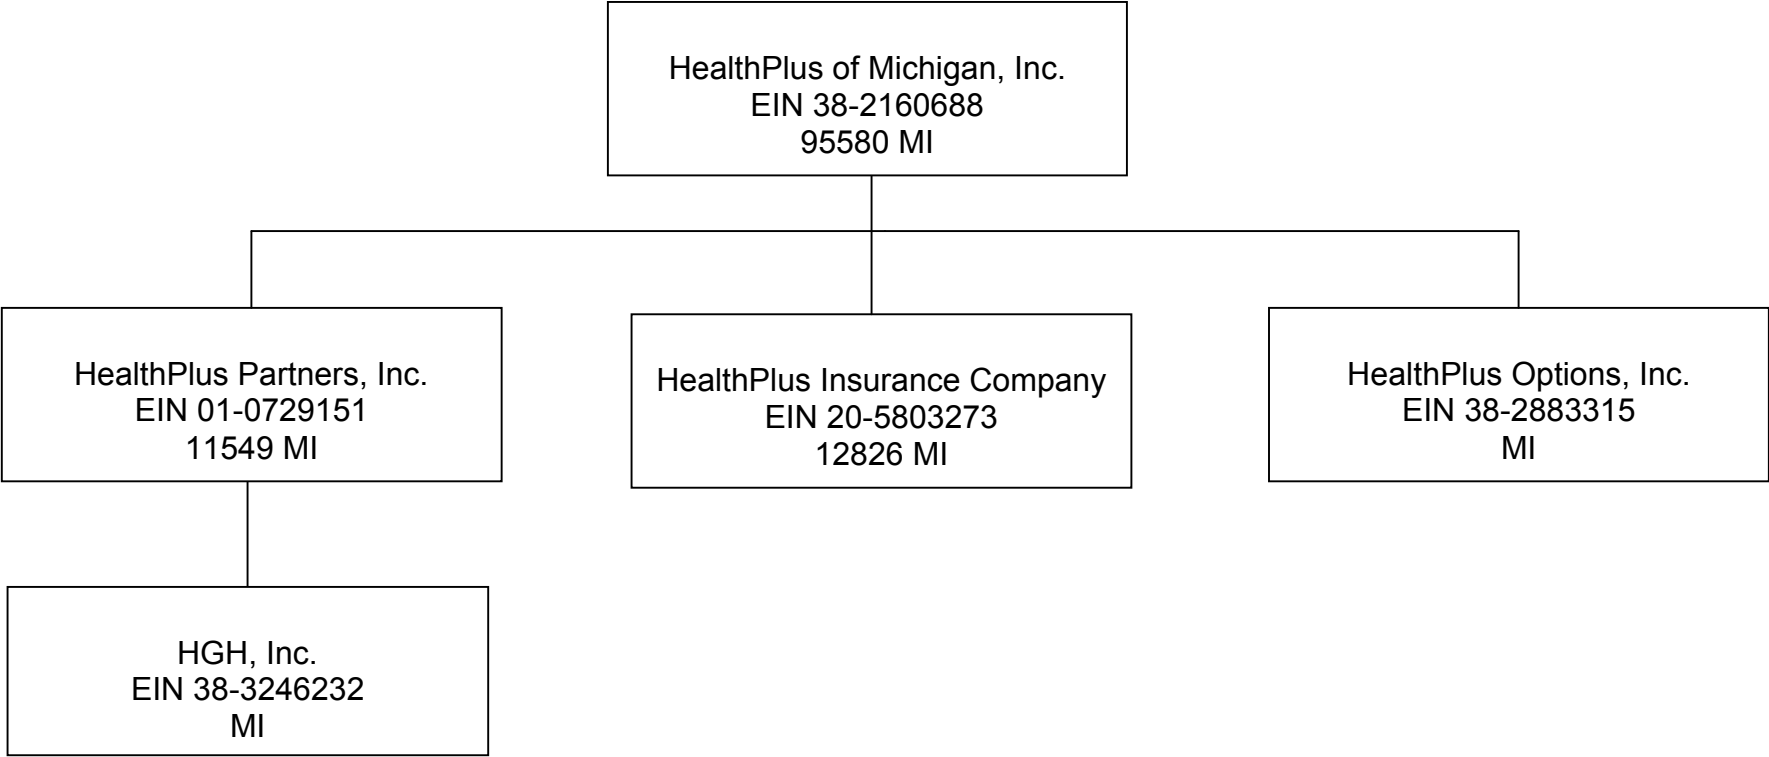 HealthPlus of Michigan, Inc.
EIN 38-2160688
95580 MI
HealthPlus Partners, Inc.
EIN 01-0729151
11549 MI
HealthPlus Insurance Company
EIN 20-5803273
12826 MI
HealthPlus Options, Inc.
EIN 38-2883315
MI
HGH, Inc.
EIN 38-3246232
MI